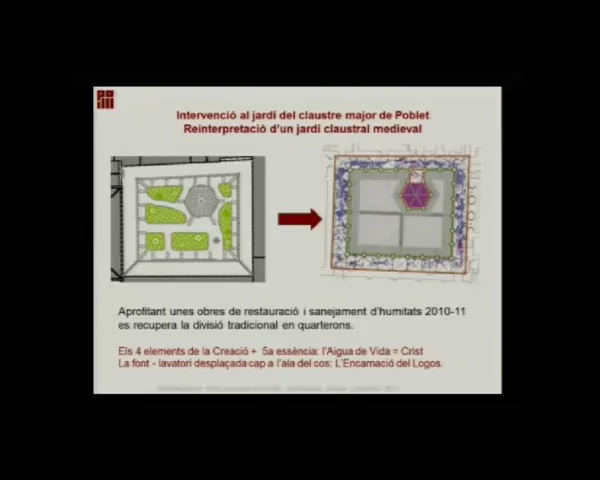 Intervenció al jardí del claustre major de Poblet
Reinterpretació d'un jardí claustral medieval
Aprofitant unes obres de restauració i sanejament d'humitats 2010-11
es recupera la divisió tradicional en quarterons.
Els 4 elements de la Creació + 5a essència: l'Aigua de Vida = Crist
La font - lavatori desplaçada cap a l'ala del cos: L'Encarnació del Logos.